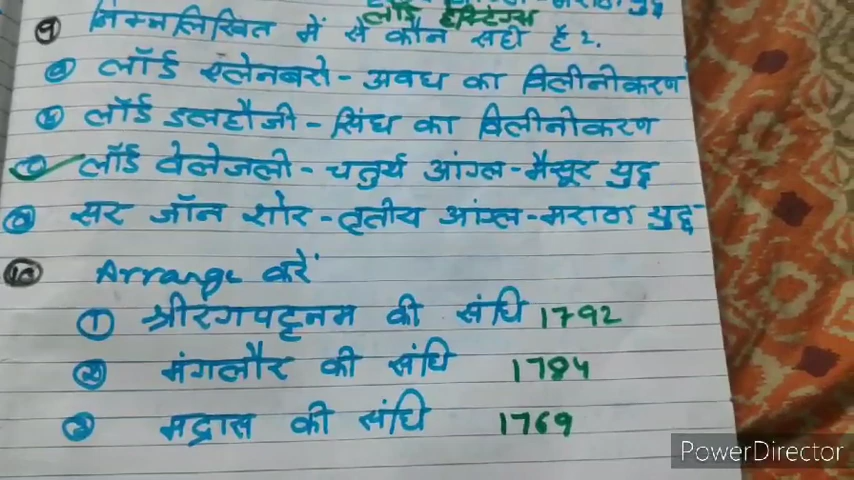 लॉर्ड हेस्टिंग्स
9 निम्नलिखित में से कौन सही है?
a लॉर्ड एलेनबरो - अवध का विलीनीकरण
b लॉर्ड डलहौजी - सिंध का विलीनीकरण
c लॉर्ड वेलेजली - चतुर्थ आंग्ल-मैसूर युद्ध
d सर जॉन शोर - तृतीय आंग्ल-मराठा युद्ध
10 Arrange करें
1 श्रीरंगपट्टनम की संधि 1792
2 मंगलौर की संधि 1784
3 मद्रास की संधि 1769
PowerDirector